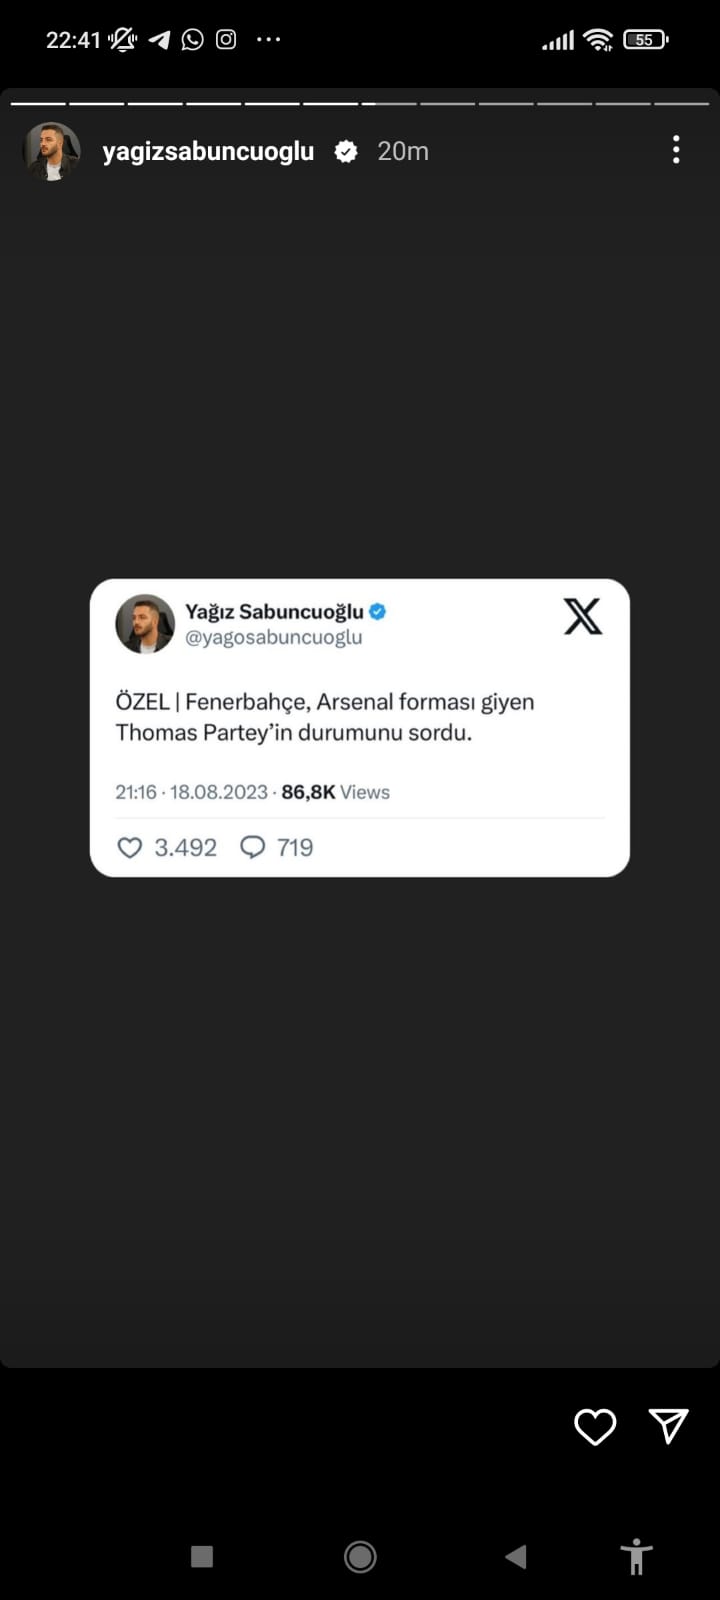 22:41
55
yagizsabuncuoglu 20m
Yağız Sabuncuoğlu
@yagosabuncuoglu
ÖZEL | Fenerbahçe, Arsenal forması giyen
Thomas Partey’in durumunu sordu.
21:16 · 18.08.2023 · 86,8K Views
3.492 719